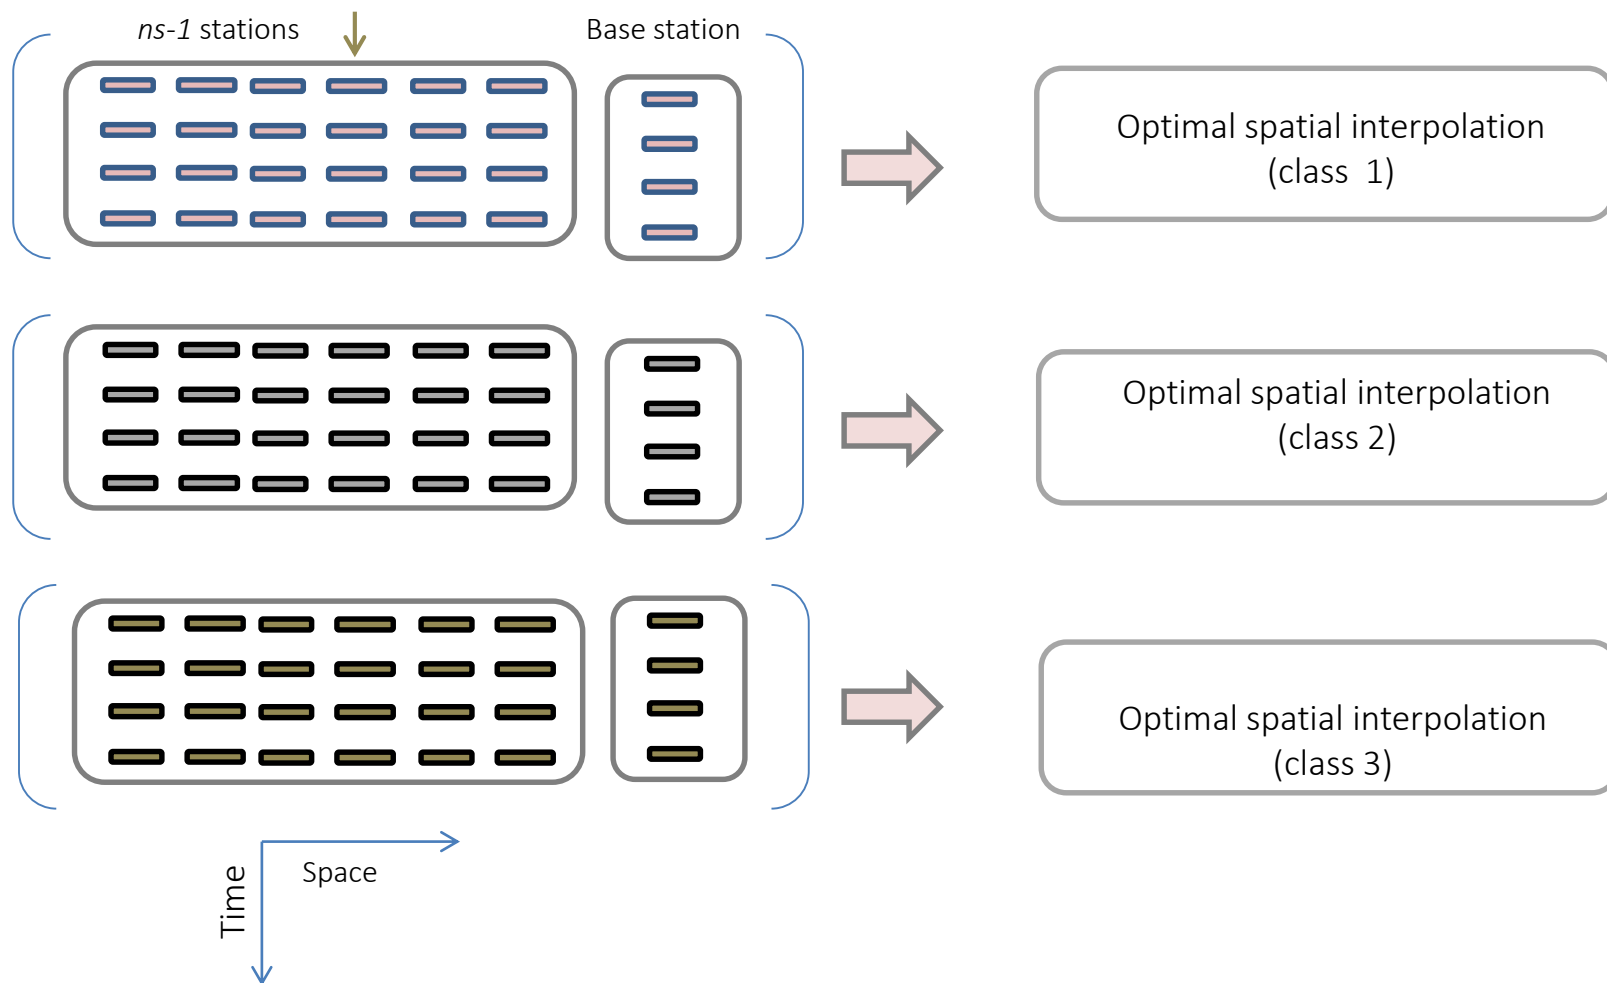 ns-1 stations
Base station
Optimal spatial interpolation
(class 1)
Optimal spatial interpolation
(class 2)
Optimal spatial interpolation
(class 3)
Space
Time